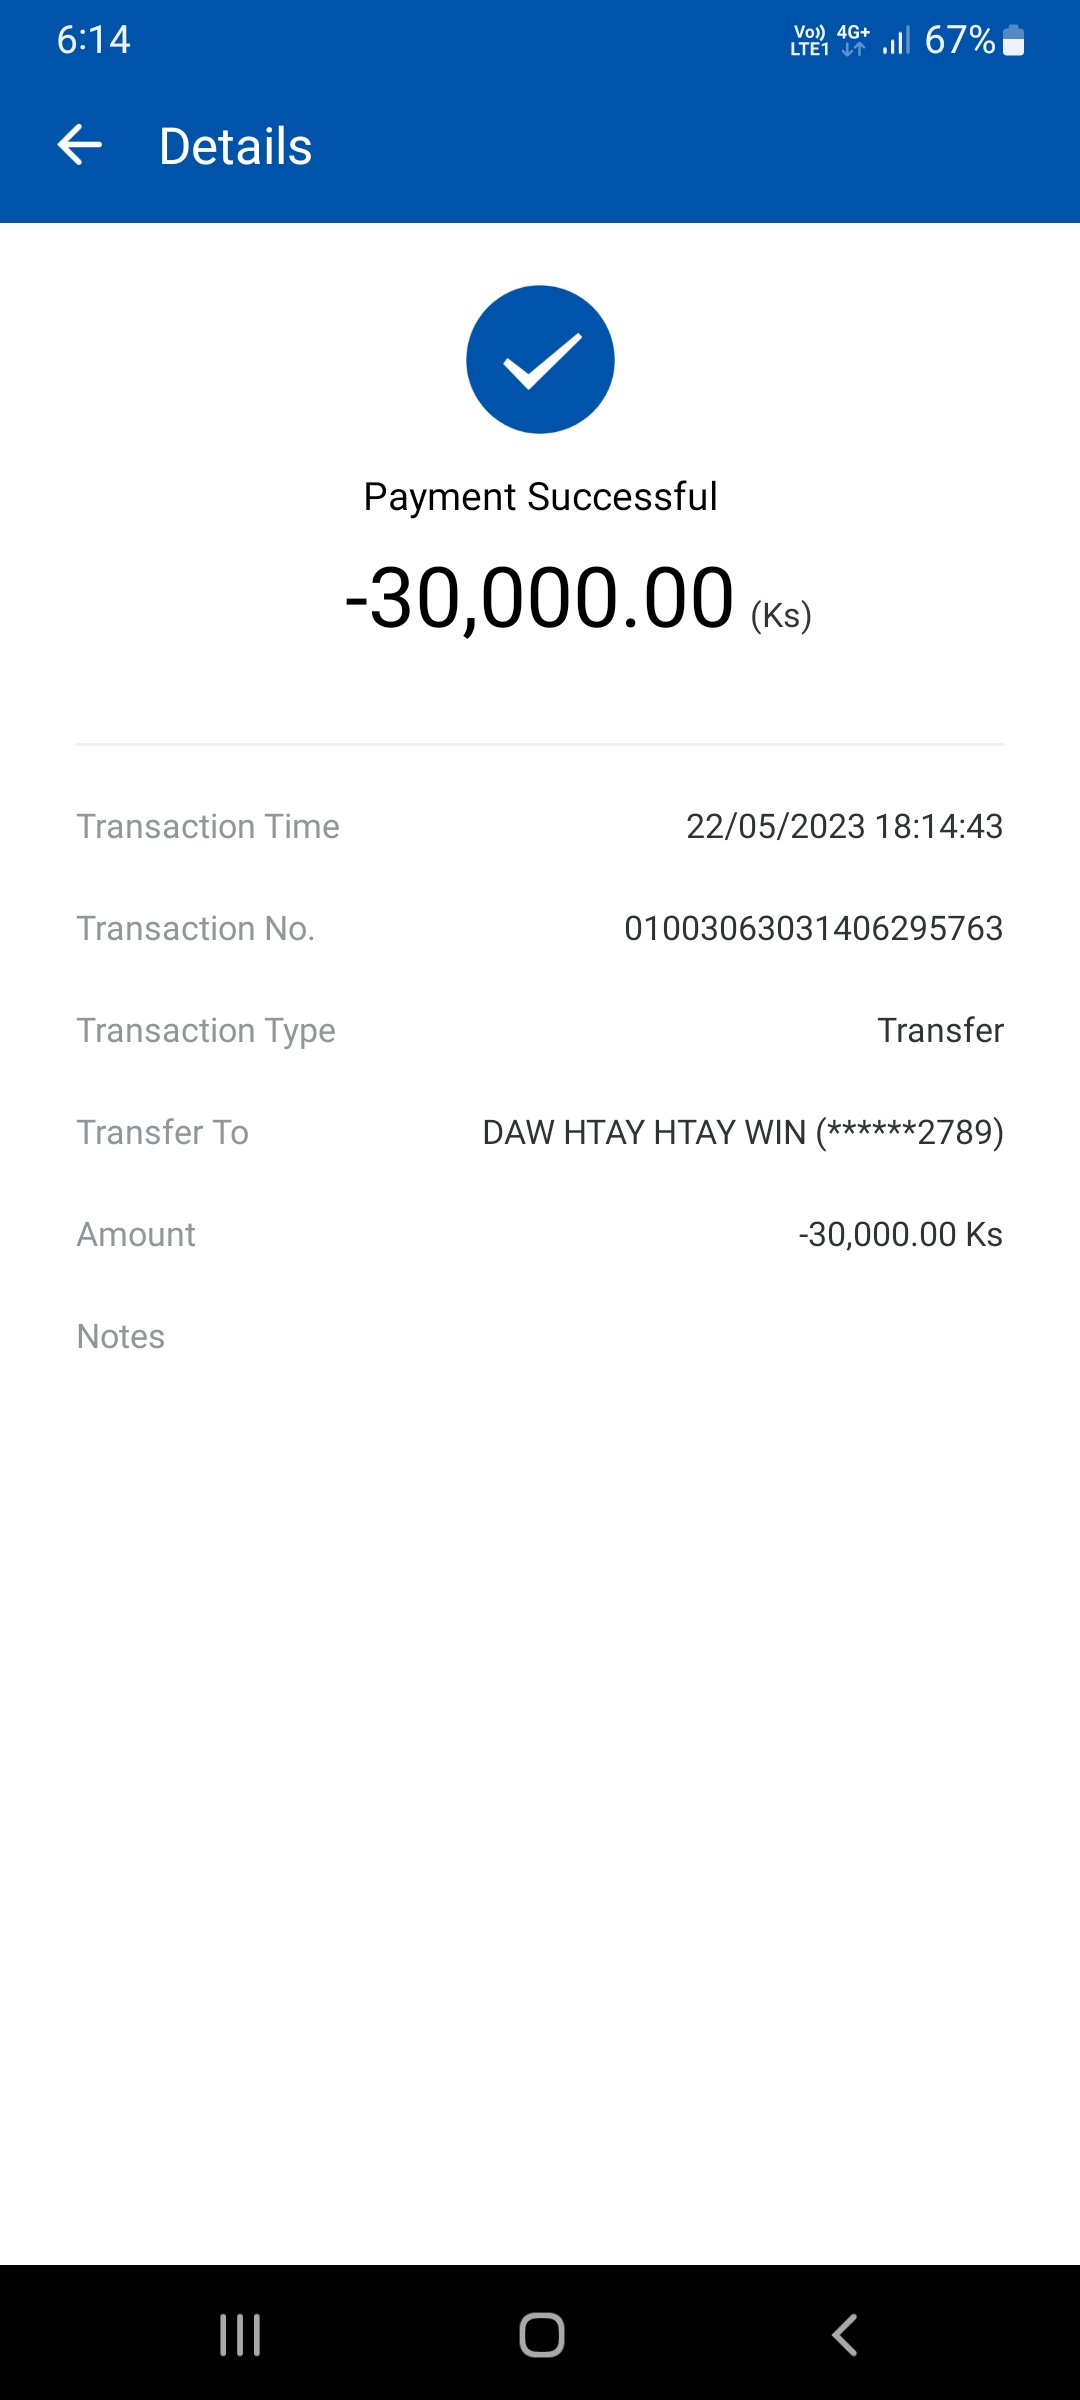 6:14 Vo)) LTE1 4G+ 67%
Details
Payment Successful
-30,000.00 (Ks)
Transaction Time 22/05/2023 18:14:43
Transaction No. 01003063031406295763
Transaction Type Transfer
Transfer To DAW HTAY HTAY WIN (******2789)
Amount -30,000.00 Ks
Notes